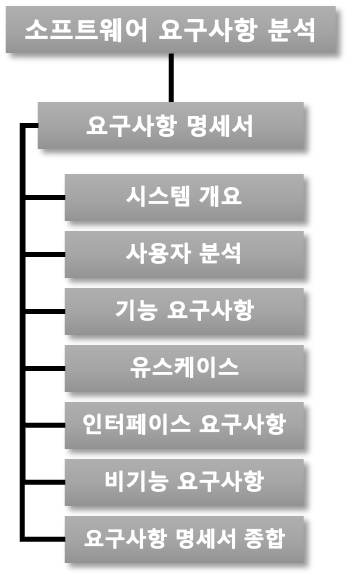 소프트웨어 요구사항 분석
요구사항 명세서
시스템 개요
사용자 분석
기능 요구사항
유스케이스
인터페이스 요구사항
비기능 요구사항
요구사항 명세서 종합